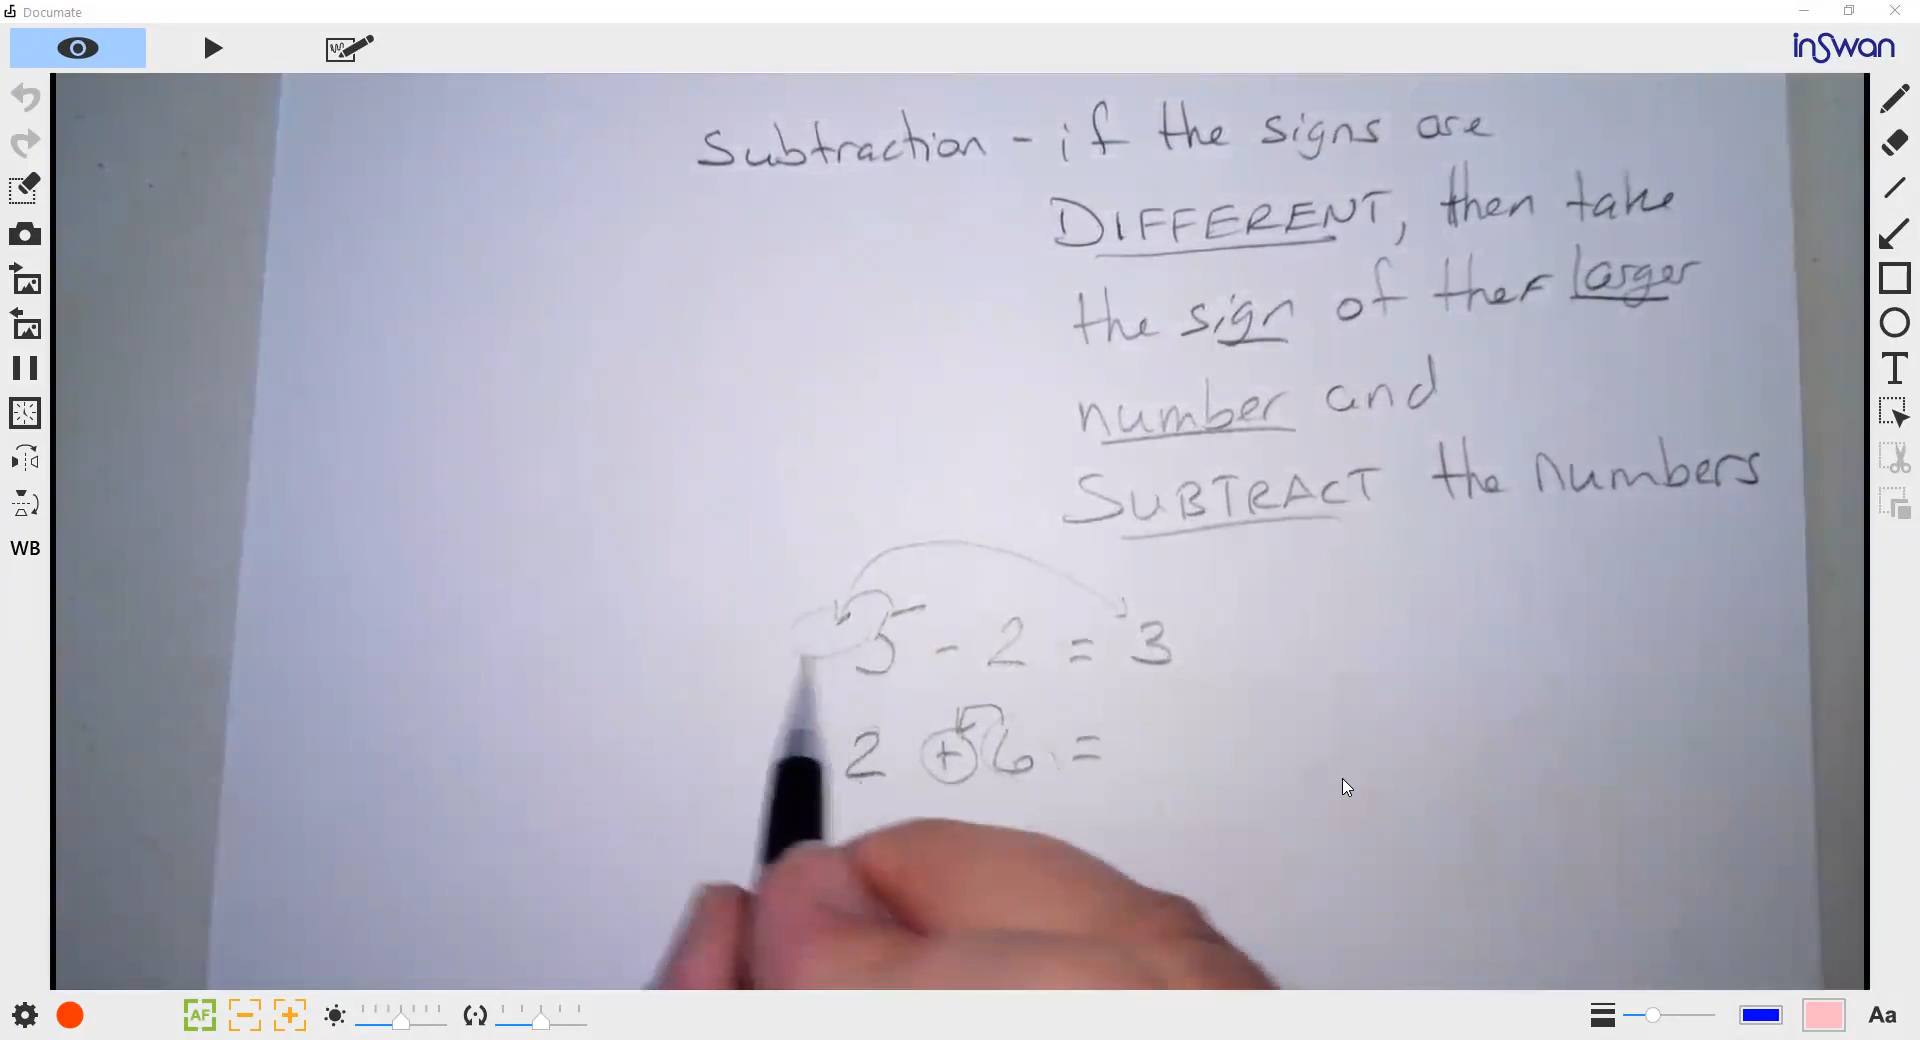 Documate
inSwan
Subtraction - if the signs are
DIFFERENT, then take
the sign of the larger
number and
SUBTRACT the numbers
5 - 2 = 3
2 + 6 =
WB
AF
T
Aa